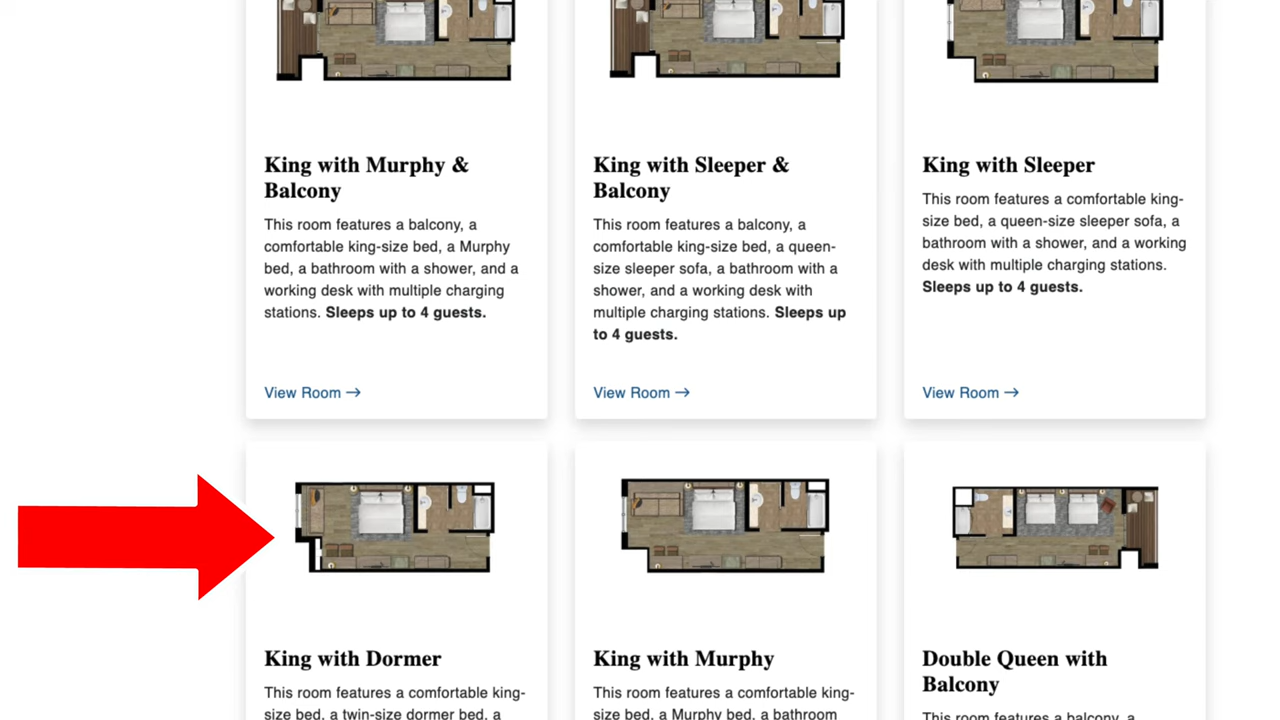 King with Murphy &
Balcony
This room features a balcony, a
comfortable king-size bed, a Murphy
bed, a bathroom with a shower, and a
working desk with multiple charging
stations. Sleeps up to 4 guests.
View Room →
King with Sleeper &
Balcony
This room features a balcony, a
comfortable king-size bed, a queen-
size sleeper sofa, a bathroom with a
shower, and a working desk with
multiple charging stations. Sleeps up
to 4 guests.
View Room →
King with Sleeper
This room features a comfortable king-
size bed, a queen-size sleeper sofa, a
bathroom with a shower, and a working
desk with multiple charging stations.
Sleeps up to 4 guests.
View Room →
King with Dormer
This room features a comfortable king-
size bed, a twin-size dormer bed, a
King with Murphy
This room features a comfortable king-
size bed, a Murphy bed, a bathroom
Double Queen with
Balcony
This room features a balcony, a